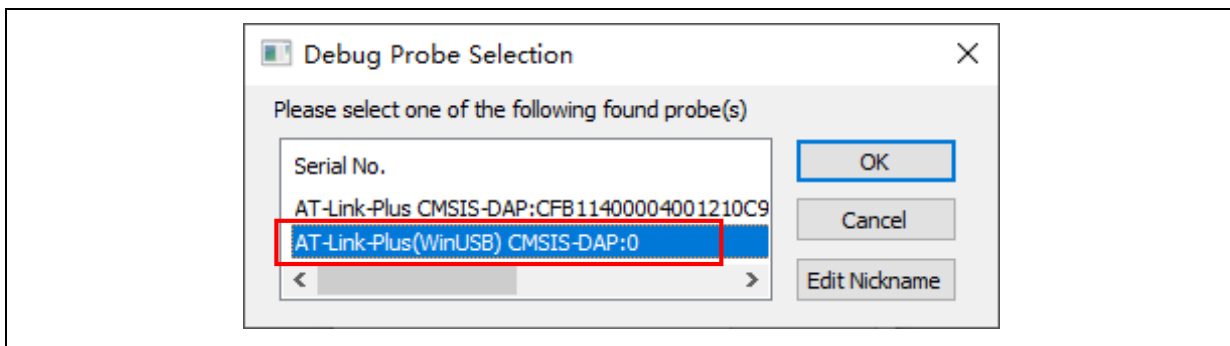 Debug Probe Selection
Please select one of the following found probe(s)
Serial No.
AT-Link-Plus CMSIS-DAP:CFB11400004001210C9
AT-Link-Plus(WinUSB) CMSIS-DAP:0
OK
Cancel
Edit Nickname